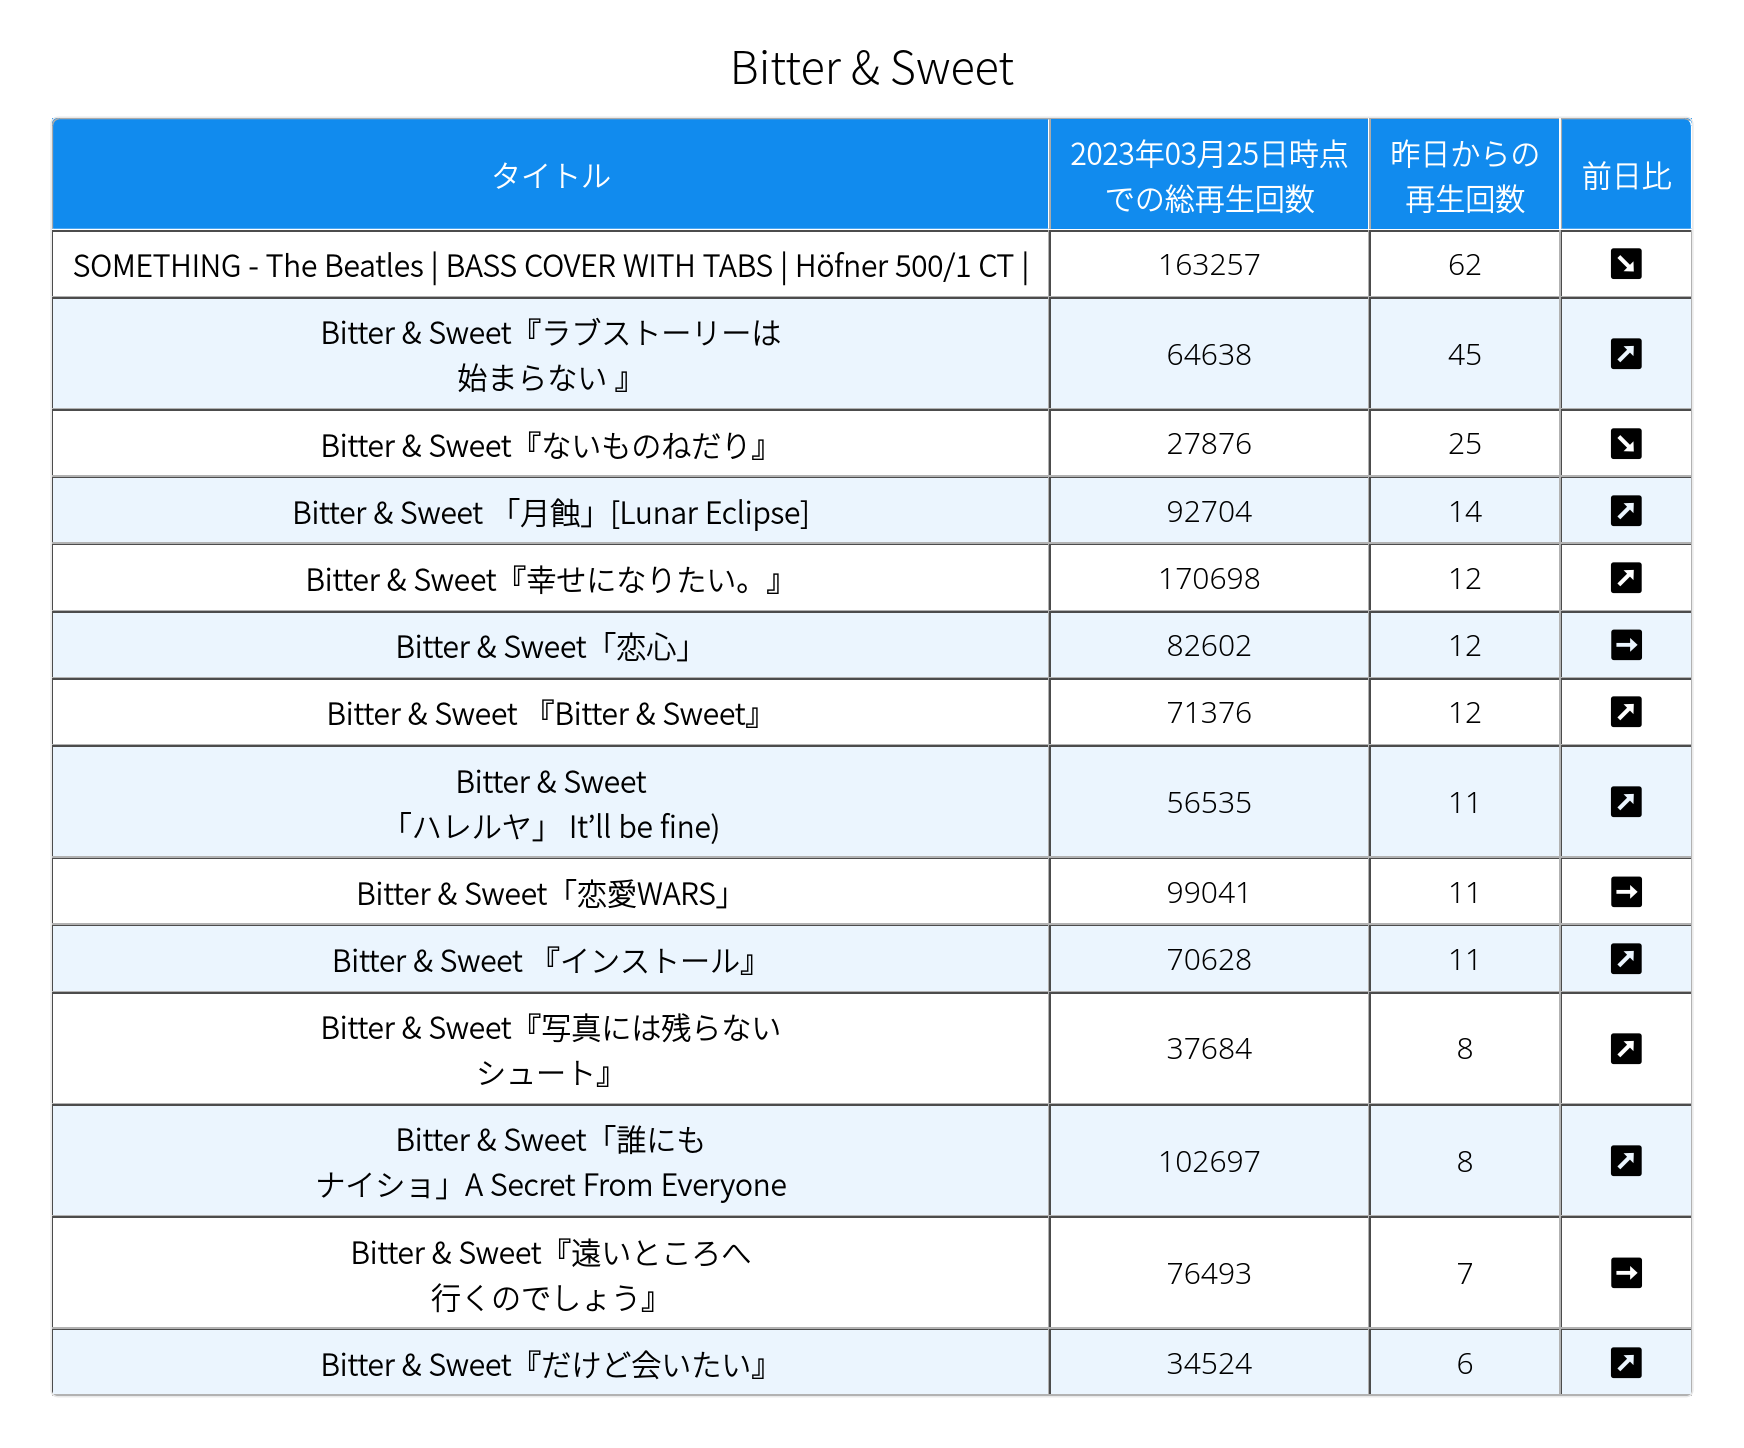 Bitter & Sweet
タイトル
2023年03月25日時点
での総再生回数
昨日からの
再生回数
前日比
SOMETHING - The Beatles | BASS COVER WITH TABS | Höfner 500/1 CT |
163257
62
Bitter & Sweet『ラブストーリーは
始まらない 』
64638
45
Bitter & Sweet『ないものねだり』
27876
25
Bitter & Sweet 「月蝕」[Lunar Eclipse]
92704
14
Bitter & Sweet『幸せになりたい。』
170698
12
Bitter & Sweet「恋心」
82602
12
Bitter & Sweet 『Bitter & Sweet』
71376
12
Bitter & Sweet
「ハレルヤ」 It’ll be fine)
56535
11
Bitter & Sweet「恋愛WARS」
99041
11
Bitter & Sweet 『インストール』
70628
11
Bitter & Sweet『写真には残らない
シュート』
37684
8
Bitter & Sweet「誰にも
ナイショ」A Secret From Everyone
102697
8
Bitter & Sweet『遠いところへ
行くのでしょう』
76493
7
Bitter & Sweet『だけど会いたい』
34524
6